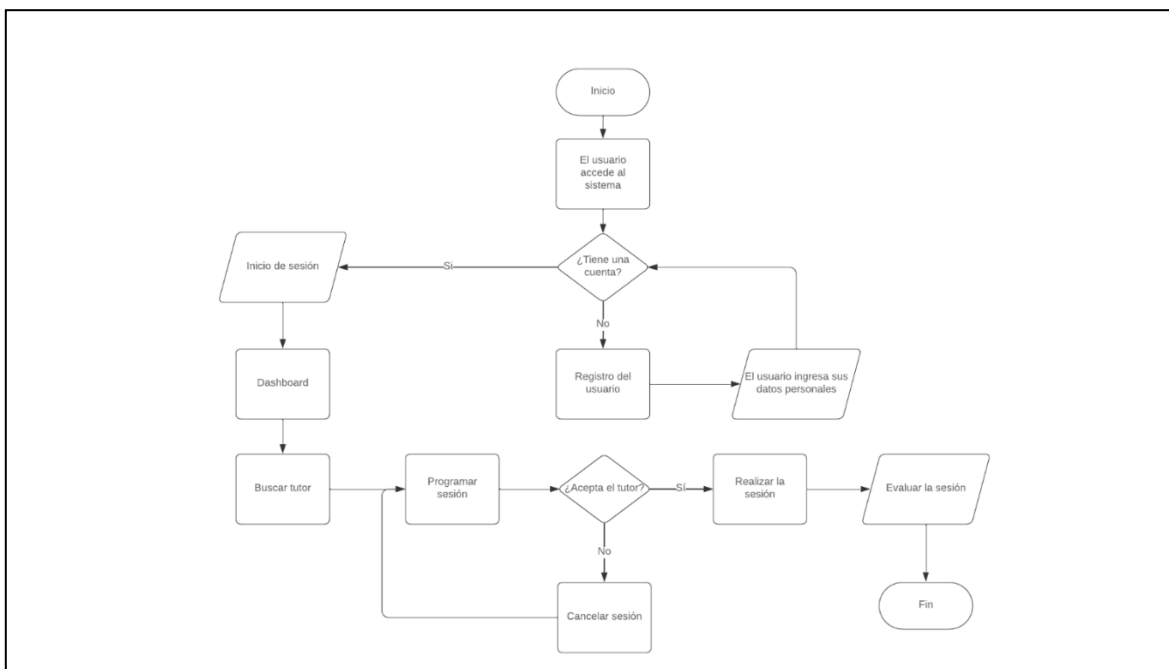 Inicio
El usuario
accede al
sistema
¿Tiene una
cuenta?
Si
Inicio de sesión
No
Dashboard
Registro del
usuario
El usuario ingresa sus
datos personales
Buscar tutor
Programar
sesión
¿Acepta el tutor?
Sí
Realizar la
sesión
Evaluar la sesión
No
Cancelar sesión
Fin